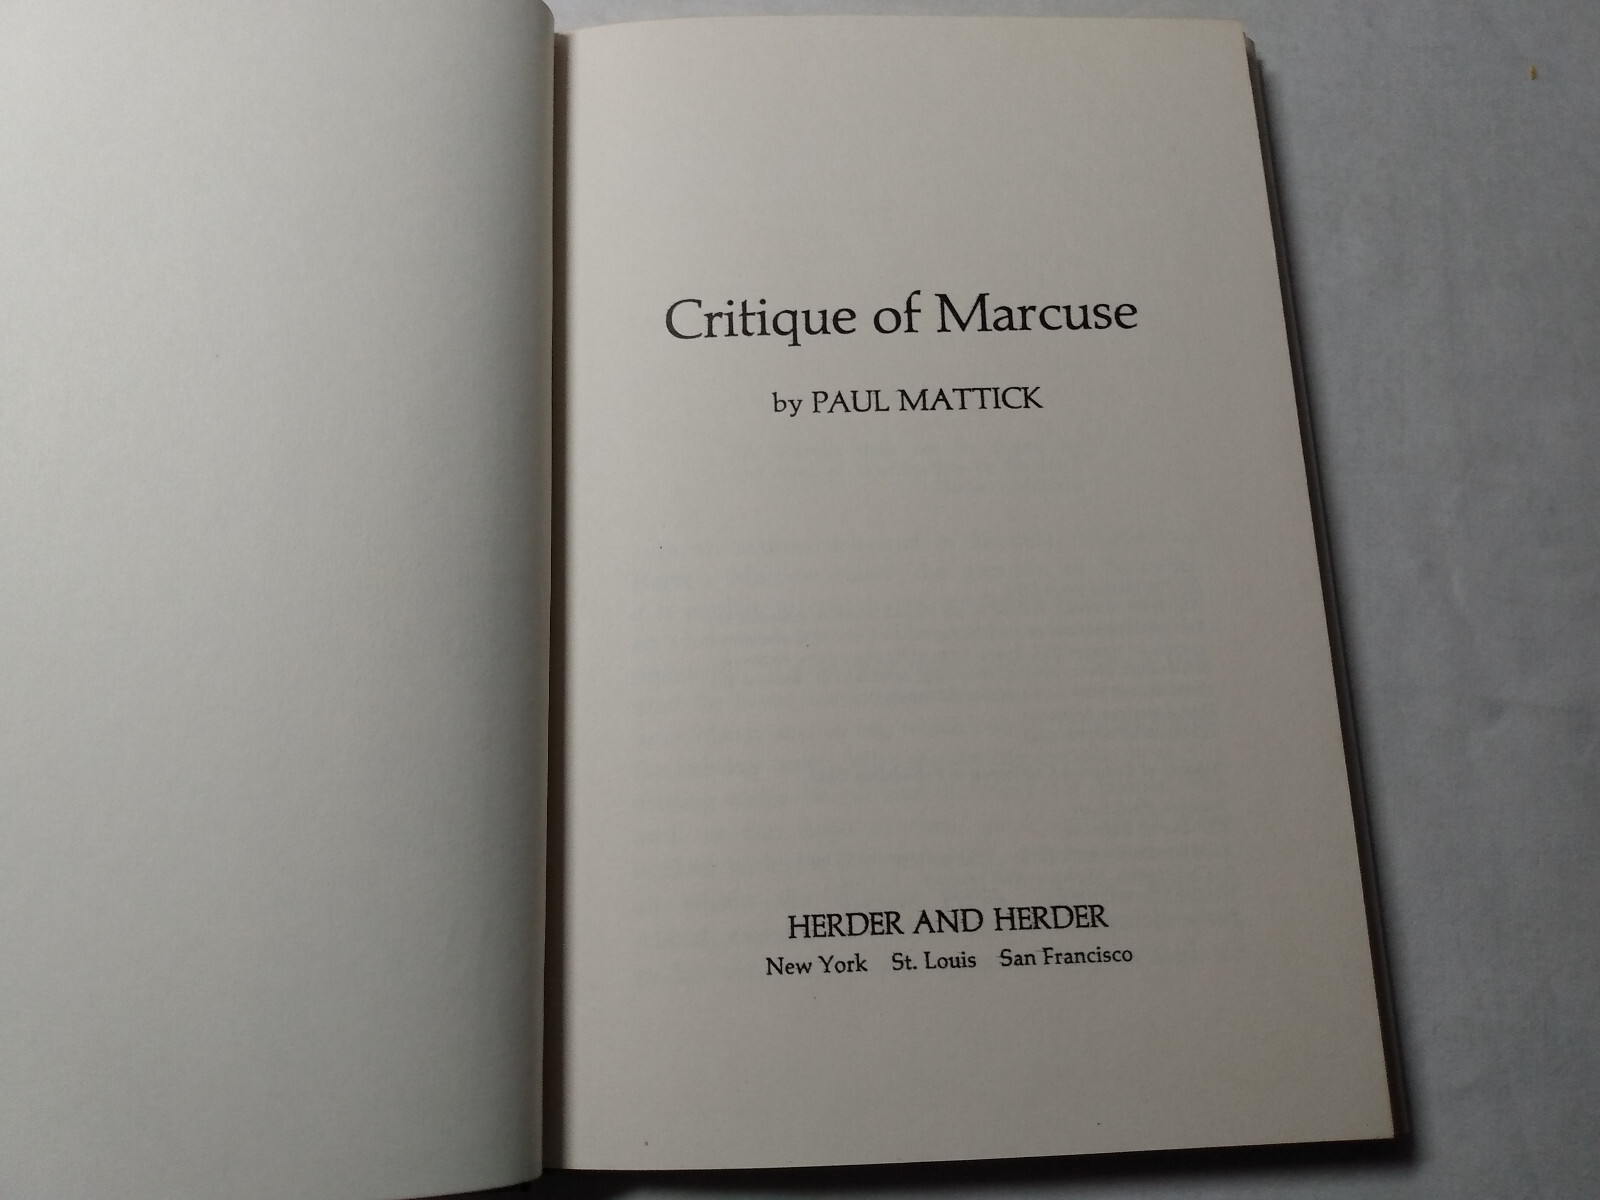 Critique of Marcuse
by PAUL MATTICK
HERDER AND HERDER
New York St. Louis San Francisco